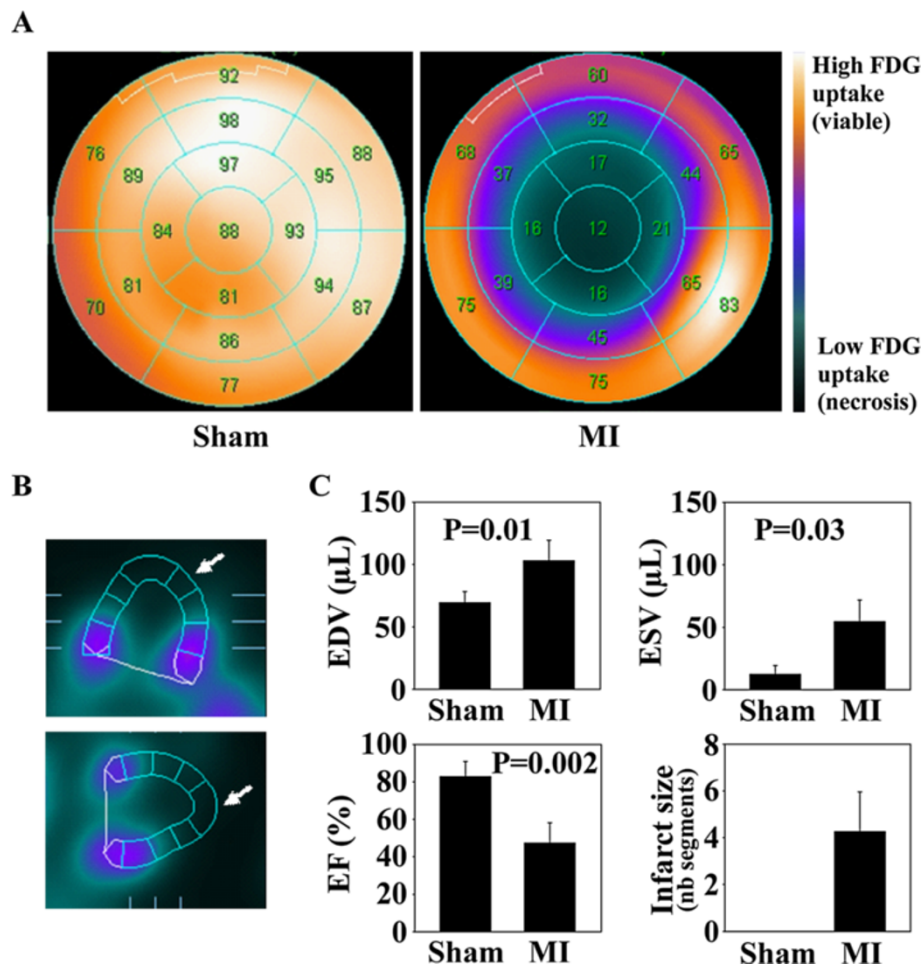 A
92
98
97
76
89
88
95
84
88
93
81
81
94
70
86
87
77
Sham
60
32
17
68
37
44
65
16
12
21
39
16
65
75
45
83
75
MI
High FDG
uptake
(viable)
Low FDG
uptake
(necrosis)
B
C
150
100
50
0
EDV (µL)
P=0.01
Sham MI
150
100
50
0
ESV (µL)
P=0.03
Sham MI
100
80
60
40
20
0
EF (%)
P=0.002
Sham MI
8
6
4
2
0
Infarct size
(nb segments)
Sham MI